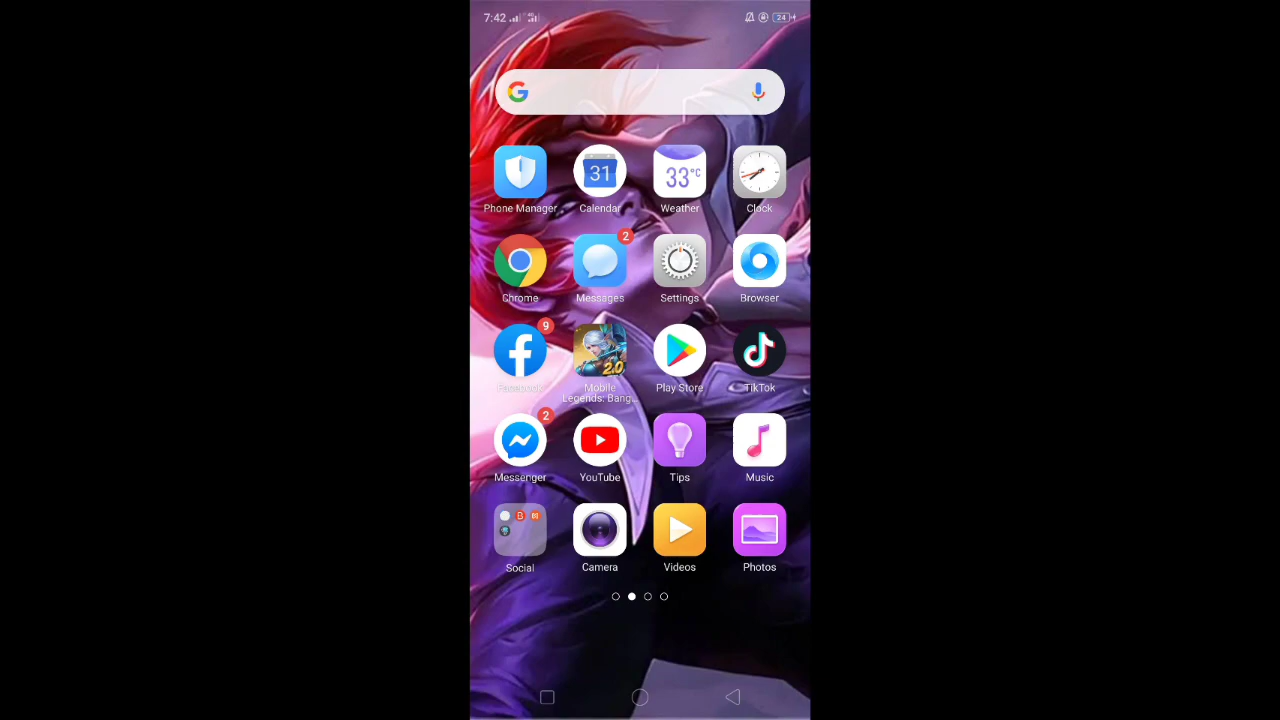 7:42 4G 24
31 33°C
Phone Manager Calendar Weather Clock
2
Chrome Messages Settings Browser
9 2.0
Facebook Mobile Play Store TikTok
Legends: Bang...
2
Messenger YouTube Tips Music
B
Social Camera Videos Photos